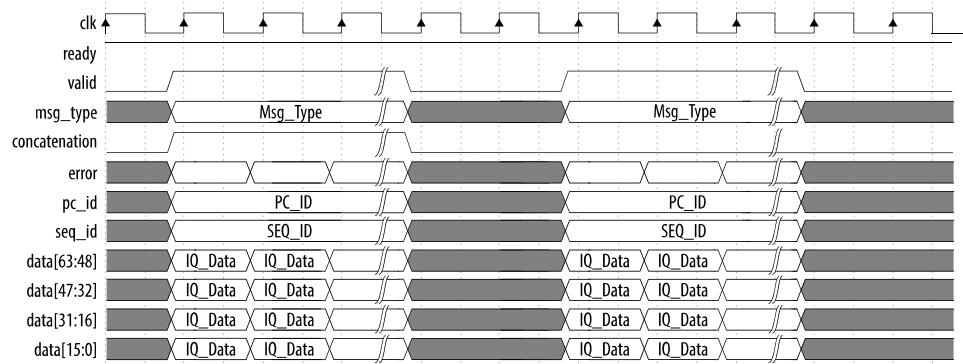 clk
ready
valid
msg_type Msg_Type Msg_Type
concatenation
error
pc_id PC_ID PC_ID
seq_id SEQ_ID SEQ_ID
data[63:48] IQ_Data IQ_Data IQ_Data IQ_Data
data[47:32] IQ_Data IQ_Data IQ_Data IQ_Data
data[31:16] IQ_Data IQ_Data IQ_Data IQ_Data
data[15:0] IQ_Data IQ_Data IQ_Data IQ_Data